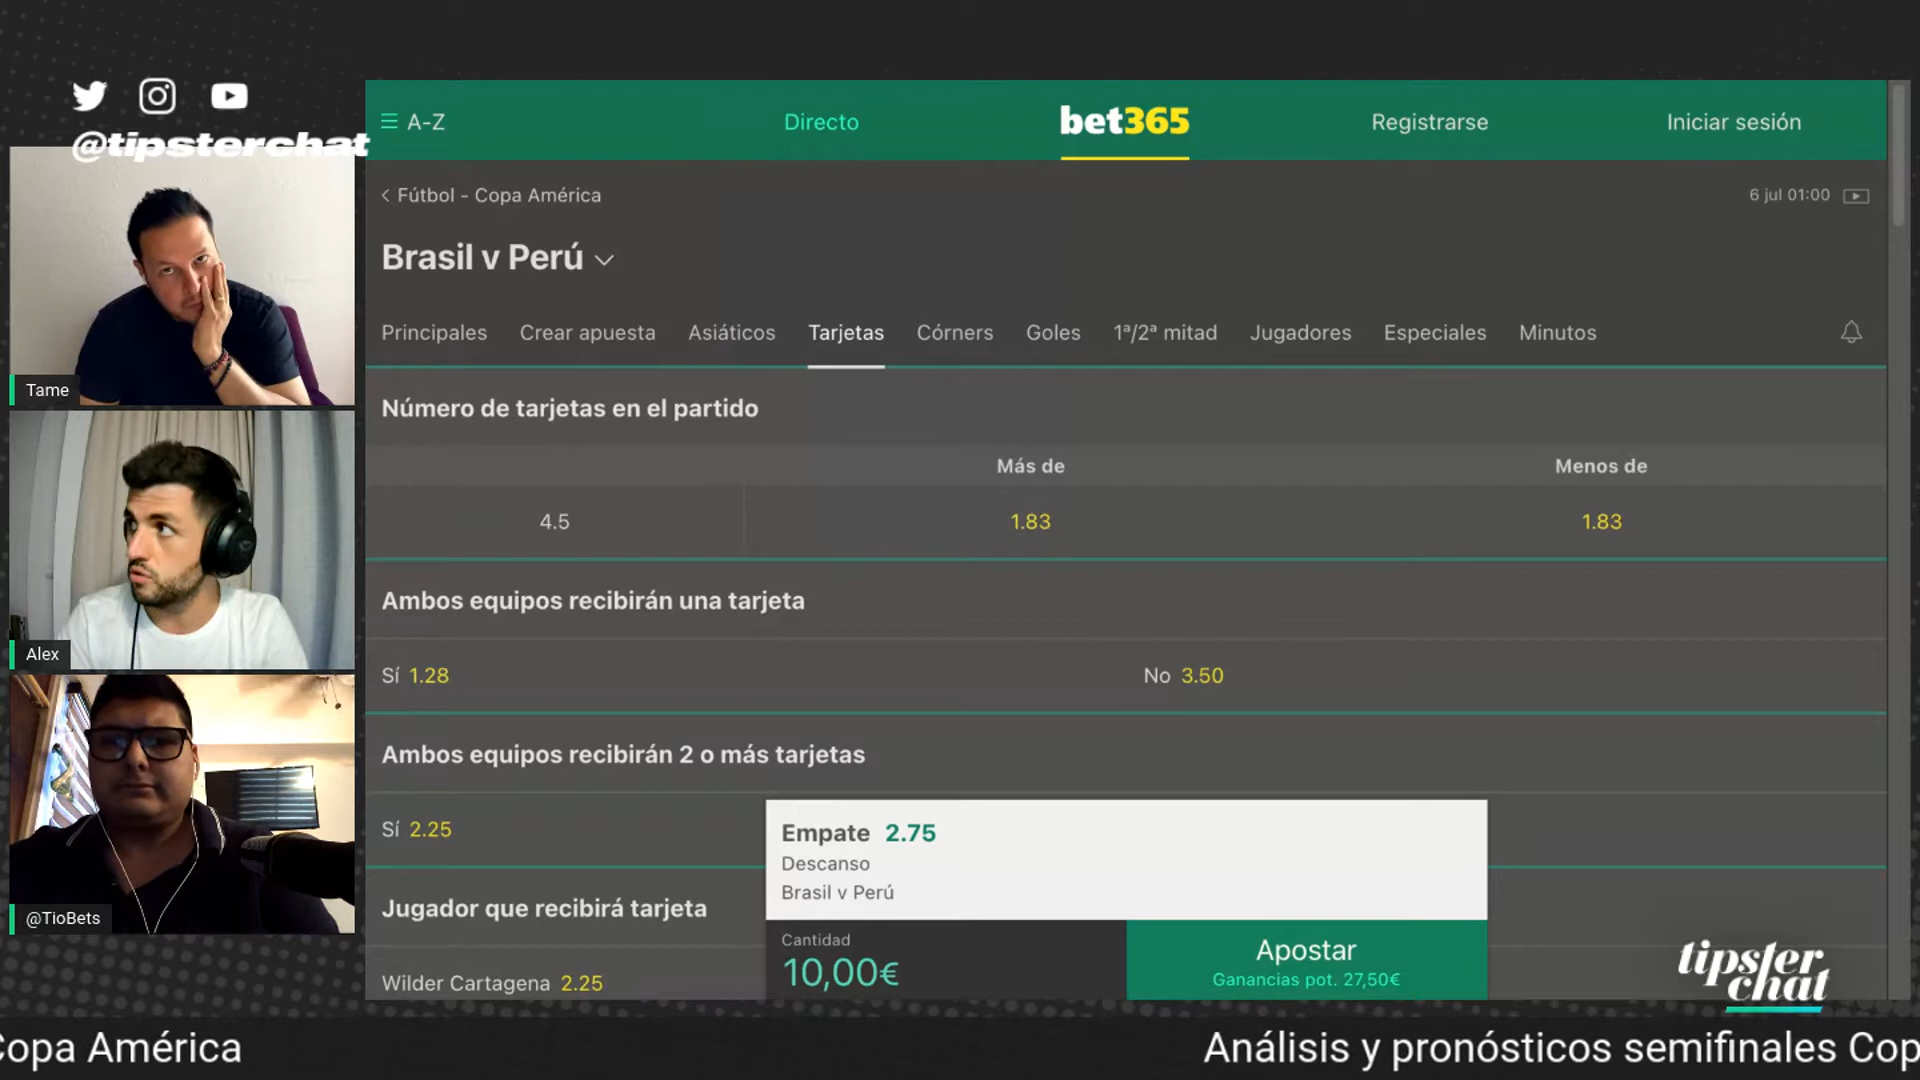 @tipsterchat
Tame
Alex
@TioBets
A-Z
Directo
bet365
Registrarse
Iniciar sesión
Fútbol - Copa América
6 jul 01:00
Brasil v Perú
Principales
Crear apuesta
Asiáticos
Tarjetas
Córners
Goles
1ª/2ª mitad
Jugadores
Especiales
Minutos
Número de tarjetas en el partido
Más de
Menos de
4.5
1.83
1.83
Ambos equipos recibirán una tarjeta
Sí 1.28
No 3.50
Ambos equipos recibirán 2 o más tarjetas
Sí 2.25
Jugador que recibirá tarjeta
Wilder Cartagena 2.25
Empate 2.75
Descanso
Brasil v Perú
Cantidad
10,00€
Apostar
Ganancias pot. 27,50€
tipster
chat
Copa América
Análisis y pronósticos semifinales Cop